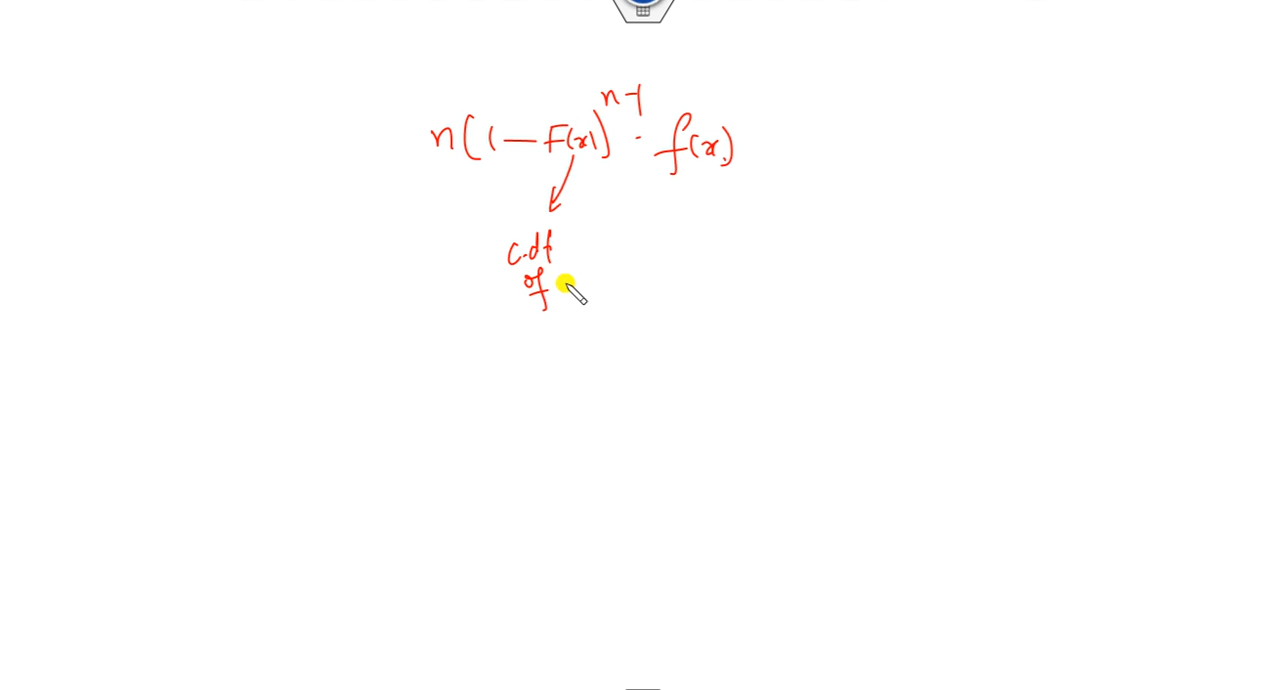 n(1-F(x))^{n-1} . f(x)
c.df
of